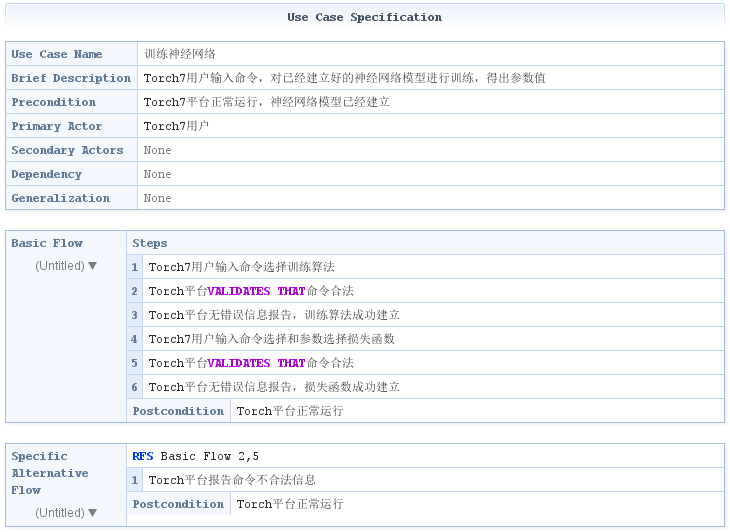 Use Case Specification
Use Case Name 训练神经网络
Brief Description Torch7用户输入命令，对已经建立好的神经网络模型进行训练，得出参数值
Precondition Torch7平台正常运行，神经网络模型已经建立
Primary Actor Torch7用户
Secondary Actors None
Dependency None
Generalization None
Basic Flow Steps
(Untitled) ▼
1 Torch7用户输入命令选择训练算法
2 Torch平台VALIDATES THAT命令合法
3 Torch平台无错误信息报告，训练算法成功建立
4 Torch7用户输入命令选择和参数选择损失函数
5 Torch平台VALIDATES THAT命令合法
6 Torch平台无错误信息报告，损失函数成功建立
Postcondition Torch平台正常运行
Specific
Alternative
Flow
(Untitled) ▼
RFS Basic Flow 2,5
1 Torch平台报告命令不合法信息
Postcondition Torch平台正常运行